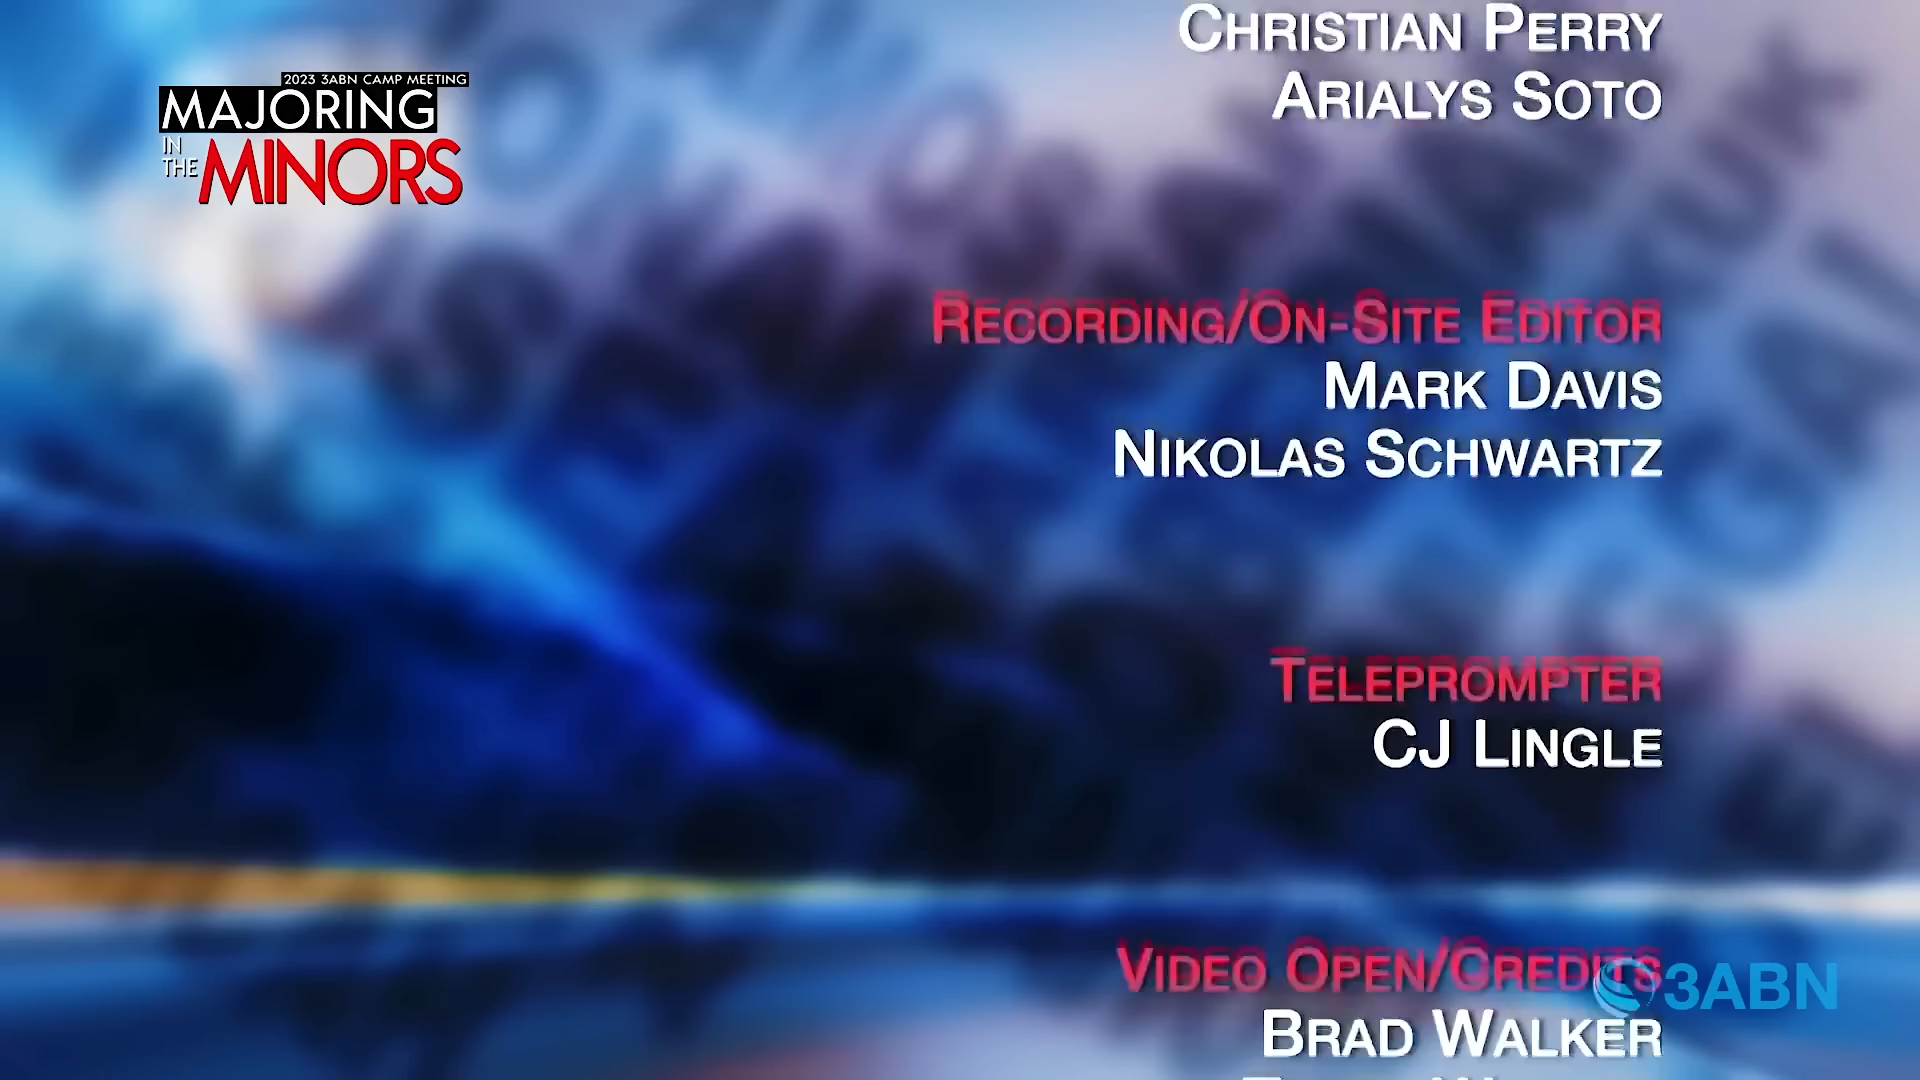 2023 3ABN CAMP MEETING
MAJORING
IN THE MINORS
CHRISTIAN PERRY
ARIALYS SOTO
RECORDING/ON-SITE EDITOR
MARK DAVIS
NIKOLAS SCHWARTZ
TELEPROMPTER
CJ LINGLE
VIDEO OPEN/CREDITS
3ABN
BRAD WALKER